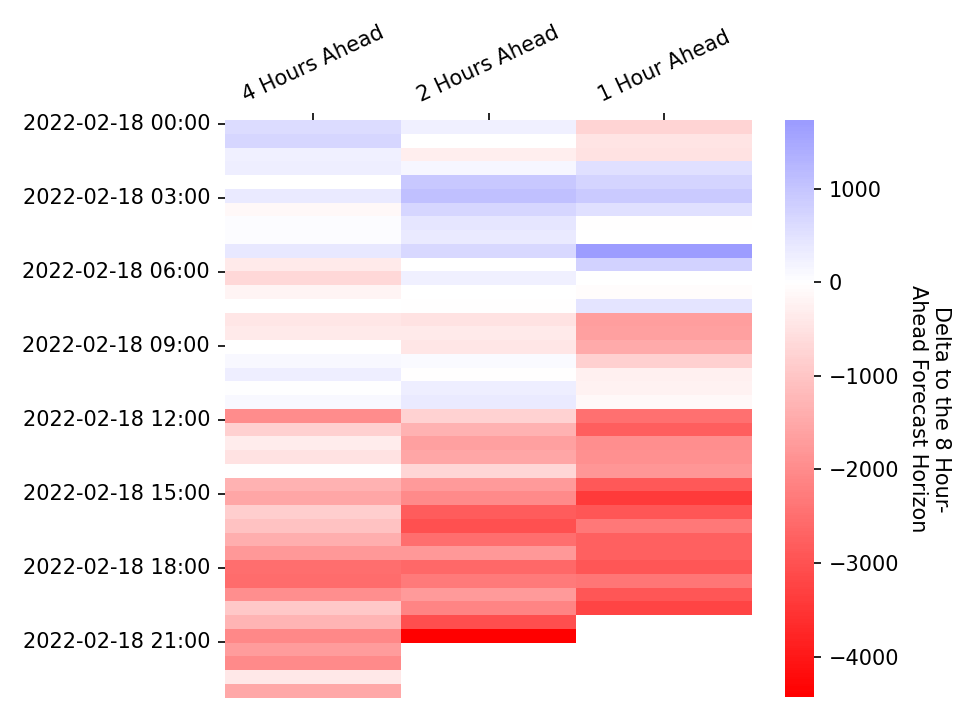 4 Hours Ahead
2 Hours Ahead
1 Hour Ahead
2022-02-18 00:00
2022-02-18 03:00
2022-02-18 06:00
2022-02-18 09:00
2022-02-18 12:00
2022-02-18 15:00
2022-02-18 18:00
2022-02-18 21:00
1000
0
−1000
−2000
−3000
−4000
Delta to the 8 Hour-
Ahead Forecast Horizon